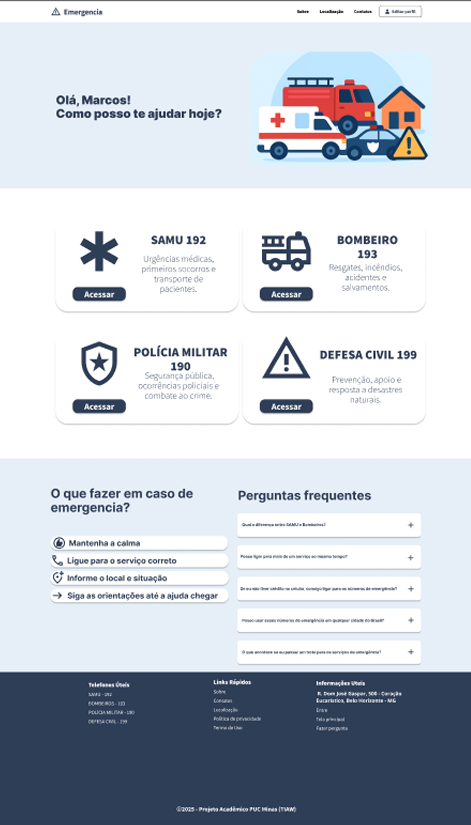 Emergencia
Sobre
Localização
Contatos
Editar perfil
Olá, Marcos!
Como posso te ajudar hoje?
SAMU 192
Urgências médicas,
primeiros socorros e
transporte de
pacientes.
Acessar
BOMBEIRO
193
Resgates, incêndios,
acidentes e
salvamentos.
Acessar
POLÍCIA MILITAR
190
Segurança pública,
ocorrências policiais e
combate ao crime.
Acessar
DEFESA CIVIL 199
Prevenção, apoio e
resposta a desastres
naturais.
Acessar
O que fazer em caso de
emergência?
Mantenha a calma
Ligue para o serviço correto
Informe o local e situação
Siga as orientações até a ajuda chegar
Perguntas frequentes
Qual a diferença entre SAMU e Bombeiros?
Posso ligar para mais de um serviço ao mesmo tempo?
Se eu não tiver crédito no celular, consigo ligar para os números de emergência?
Posso usar esses números de emergência em qualquer cidade do Brasil?
O que acontece se eu passar um trote para os serviços de emergência?
Telefones Úteis
SAMU - 192
BOMBEIROS - 193
POLÍCIA MILITAR - 190
DEFESA CIVIL - 199
Links Rápidos
Sobre
Contatos
Localização
Política de privacidade
Termo de Uso
Informações Uteis
R. Dom José Gaspar, 500 - Coração
Eucarístico, Belo Horizonte - MG
Entre
Tela principal
Fazer pergunta
©2025 - Projeto Acadêmico PUC Minas (TIAW)